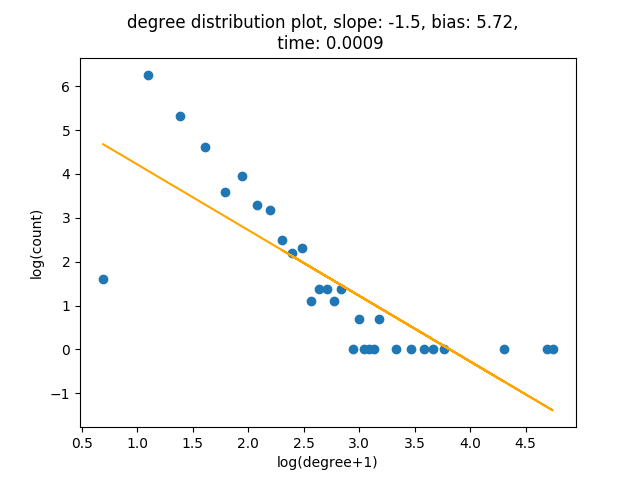 degree distribution plot, slope: -1.5, bias: 5.72,
time: 0.0009
6
5
4
3
2
1
0
−1
log(count)
0.5 1.0 1.5 2.0 2.5 3.0 3.5 4.0 4.5
log(degree+1)